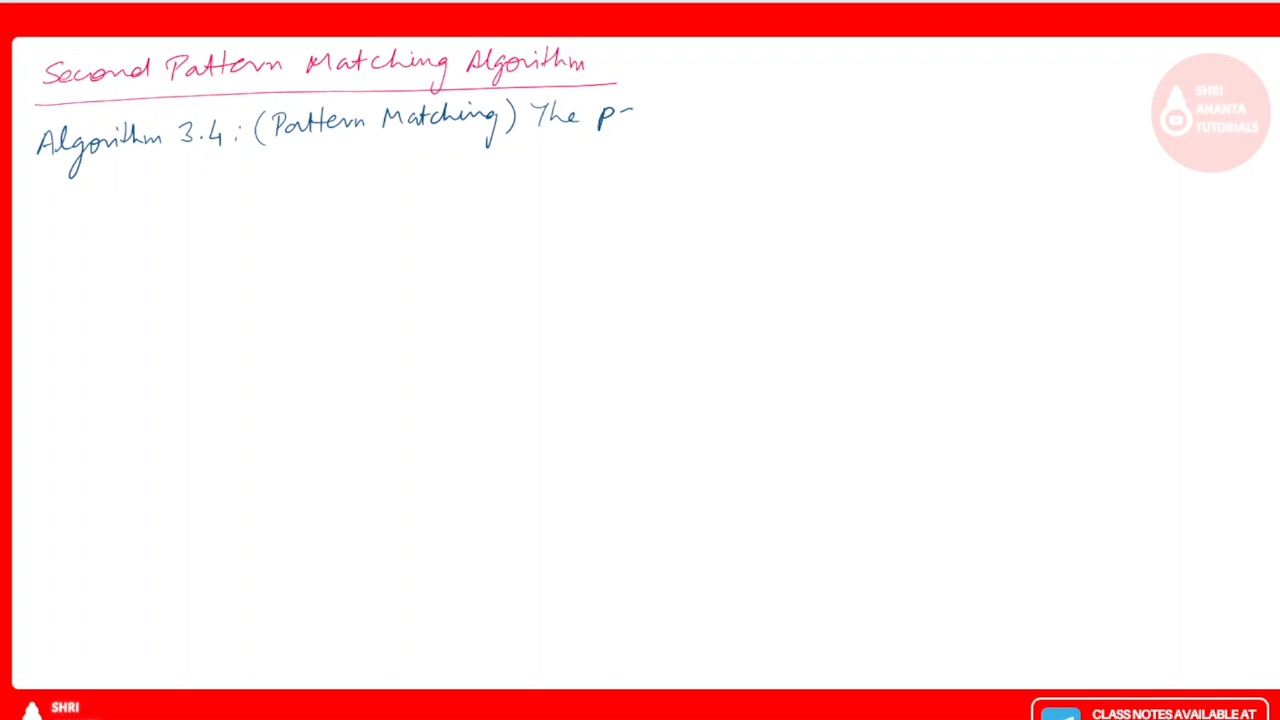 Second Pattern Matching Algorithm
Algorithm 3.4 : (Pattern Matching) The p
SHRI
ANANTA
TUTORIALS
SHRI
CLASS NOTES AVAILABLE AT